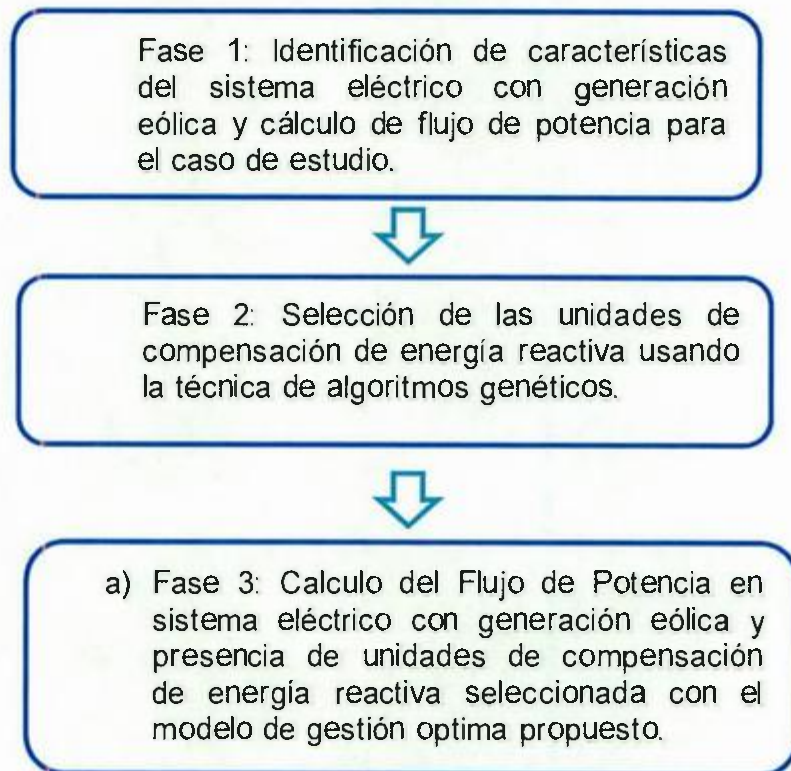 Fase 1: Identificación de características
del sistema eléctrico con generación
eólica y cálculo de flujo de potencia para
el caso de estudio.
Fase 2: Selección de las unidades de
compensación de energía reactiva usando
la técnica de algoritmos genéticos.
a) Fase 3: Calculo del Flujo de Potencia en
sistema eléctrico con generación eólica y
presencia de unidades de compensación
de energía reactiva seleccionada con el
modelo de gestión optima propuesto.